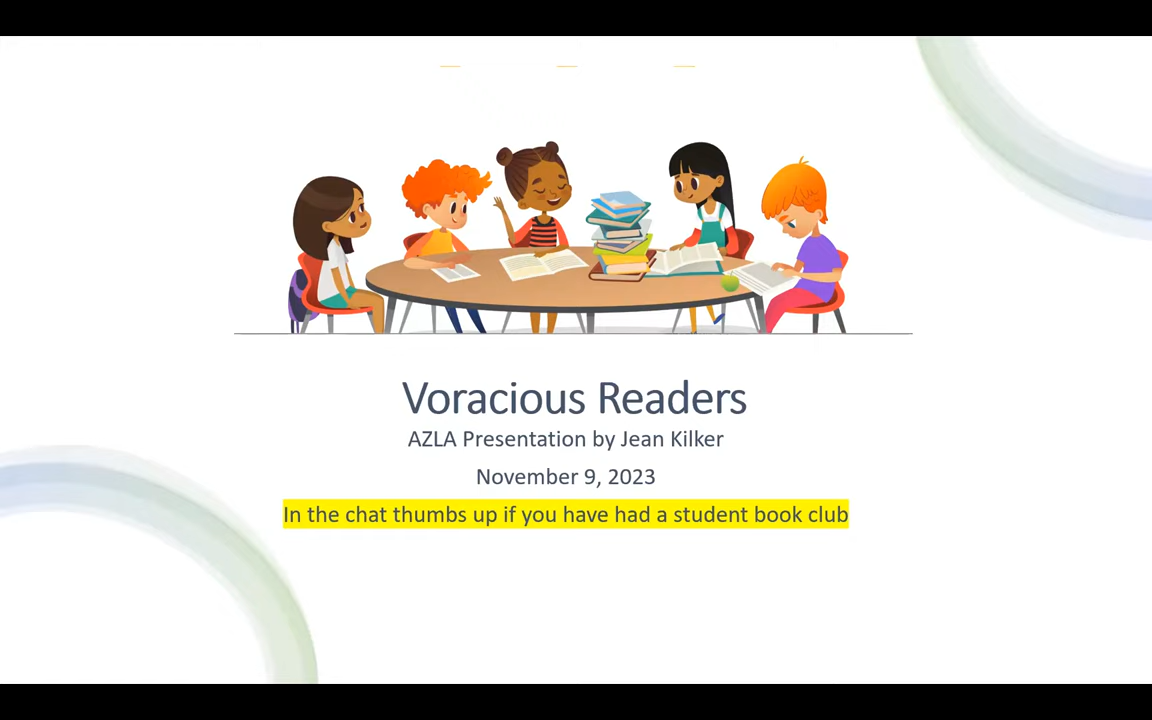 Voracious Readers
AZLA Presentation by Jean Kilker
November 9, 2023
In the chat thumbs up if you have had a student book club